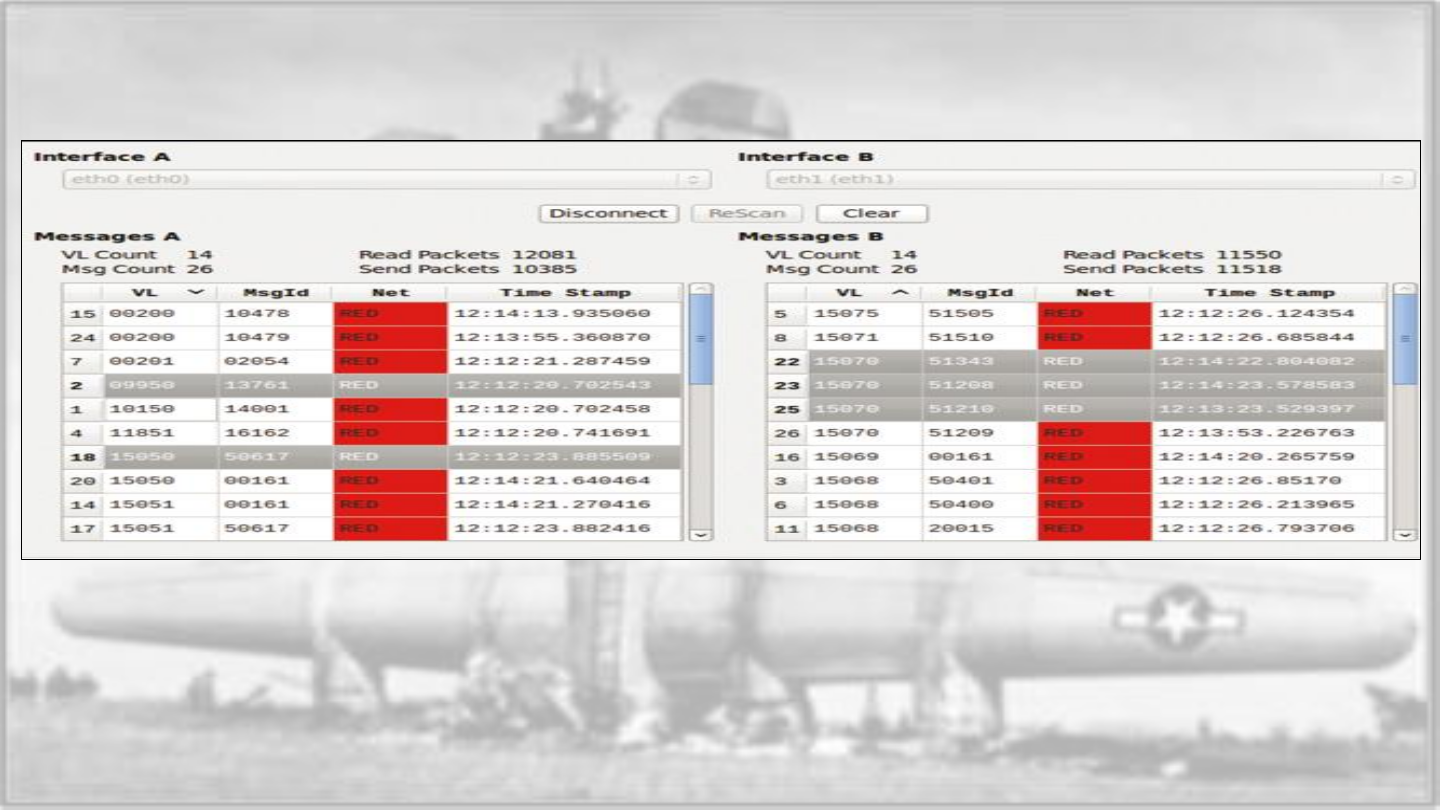 Interface A
eth0 (eth0)
Interface B
eth1 (eth1)
Disconnect ReScan Clear
Messages A
VL Count 14 Read Packets 12081
Msg Count 26 Send Packets 10385
VL MsgId Net Time Stamp
15 00200 10478 RED 12:14:13.935060
24 00200 10479 RED 12:13:55.360870
7 00201 02054 RED 12:12:21.287459
2 09950 13761 RED 12:12:20.702543
1 10150 14001 RED 12:12:20.702458
4 11851 16162 RED 12:12:20.741691
18 15050 50617 RED 12:12:23.885509
20 15050 00161 RED 12:14:21.640464
14 15051 00161 RED 12:14:21.270416
17 15051 50617 RED 12:12:23.882416
Messages B
VL Count 14 Read Packets 11550
Msg Count 26 Send Packets 11518
VL MsgId Net Time Stamp
5 15075 51505 RED 12:12:26.124354
8 15071 51510 RED 12:12:26.685844
22 15070 51343 RED 12:14:22.804082
23 15070 51208 RED 12:14:23.578583
25 15070 51210 RED 12:13:23.529397
26 15070 51209 RED 12:13:53.226763
16 15069 00161 RED 12:14:20.265759
3 15068 50401 RED 12:12:26.85170
6 15068 50400 RED 12:12:26.213965
11 15068 20015 RED 12:12:26.793706